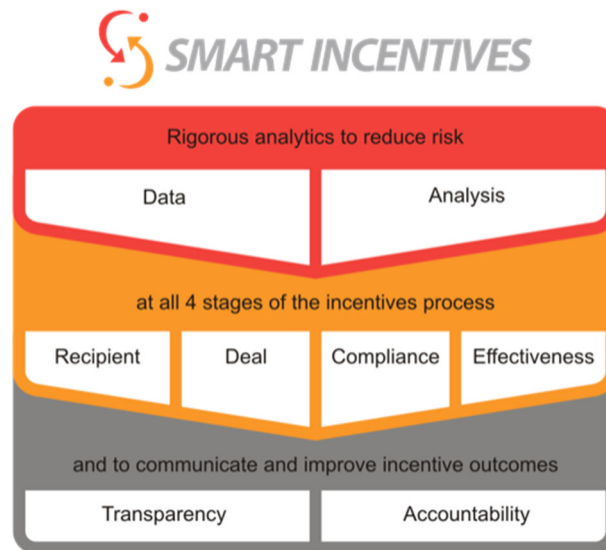 SMART INCENTIVES
Rigorous analytics to reduce risk
Data
Analysis
at all 4 stages of the incentives process
Recipient
Deal
Compliance
Effectiveness
and to communicate and improve incentive outcomes
Transparency
Accountability